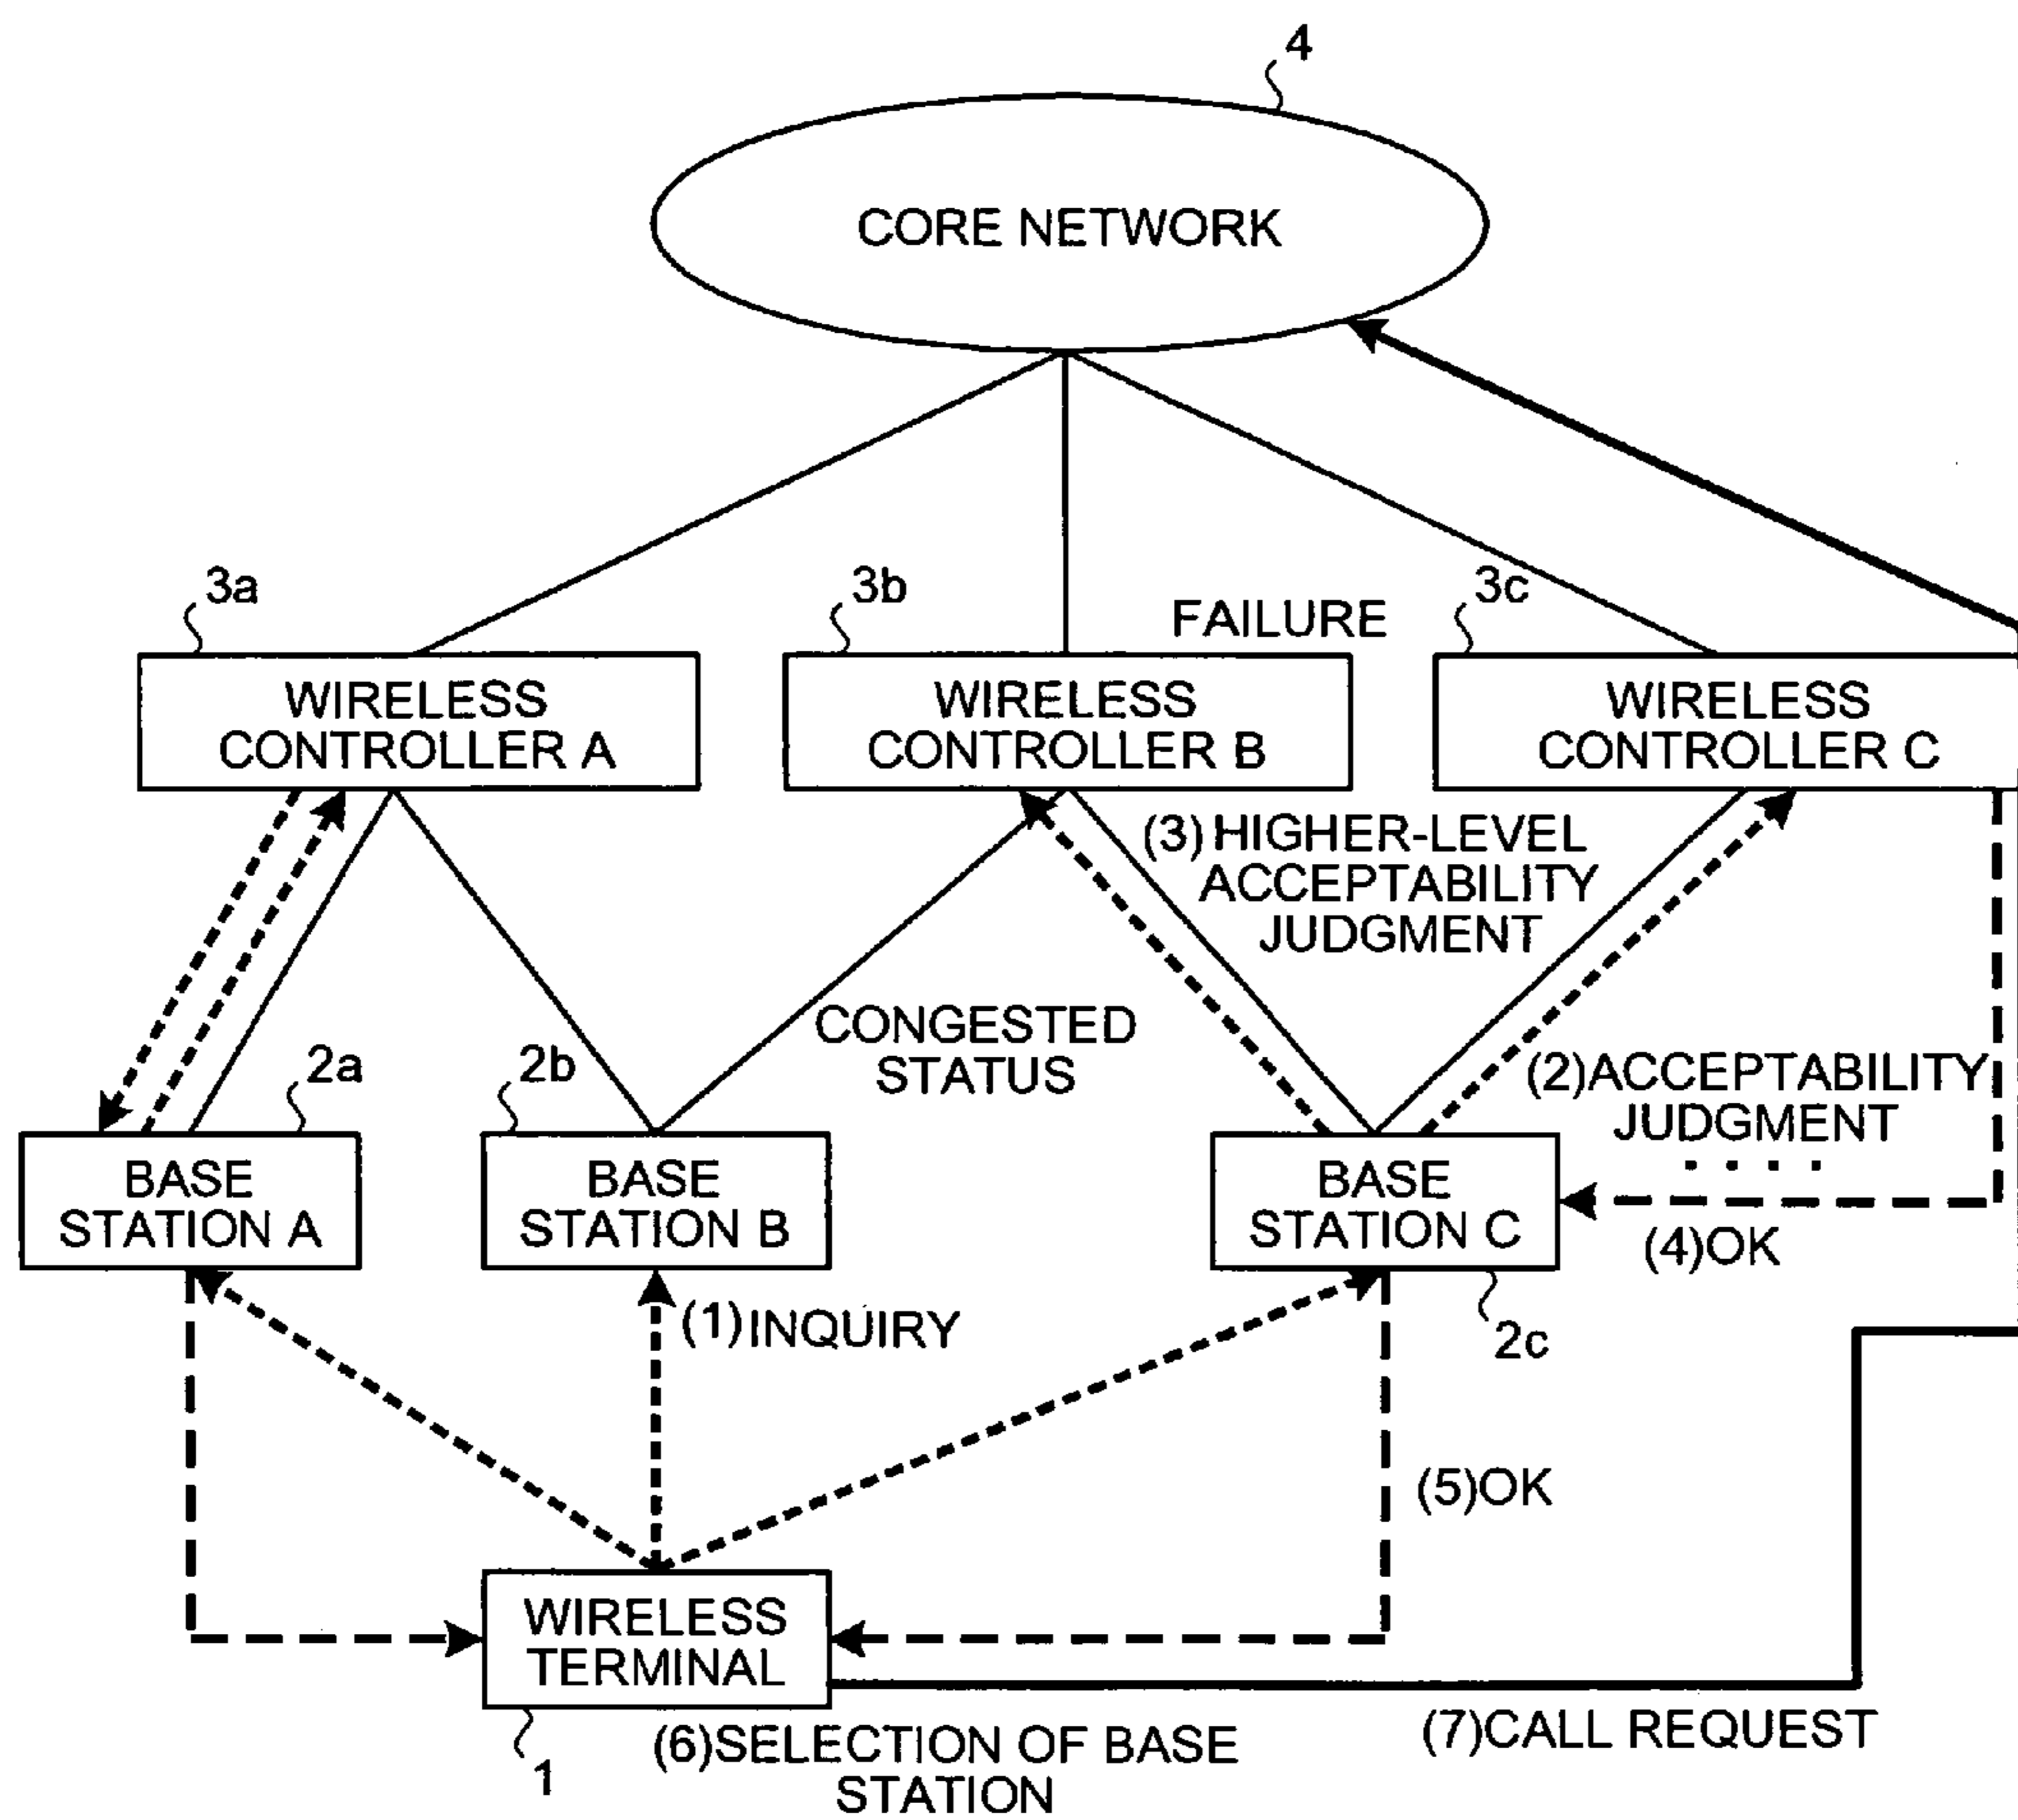 4
CORE NETWORK
3a
3b
FAILURE
3c
WIRELESS
CONTROLLER A
WIRELESS
CONTROLLER B
WIRELESS
CONTROLLER C
(3) HIGHER-LEVEL
ACCEPTABILITY
JUDGMENT
CONGESTED
STATUS
2a
2b
(2)ACCEPTABILITY
JUDGMENT
....
BASE
STATION A
BASE
STATION B
BASE
STATION C
(4)OK
(1)INQUIRY
2c
(5)OK
WIRELESS
TERMINAL
1
(6)SELECTION OF BASE
STATION
(7)CALL REQUEST